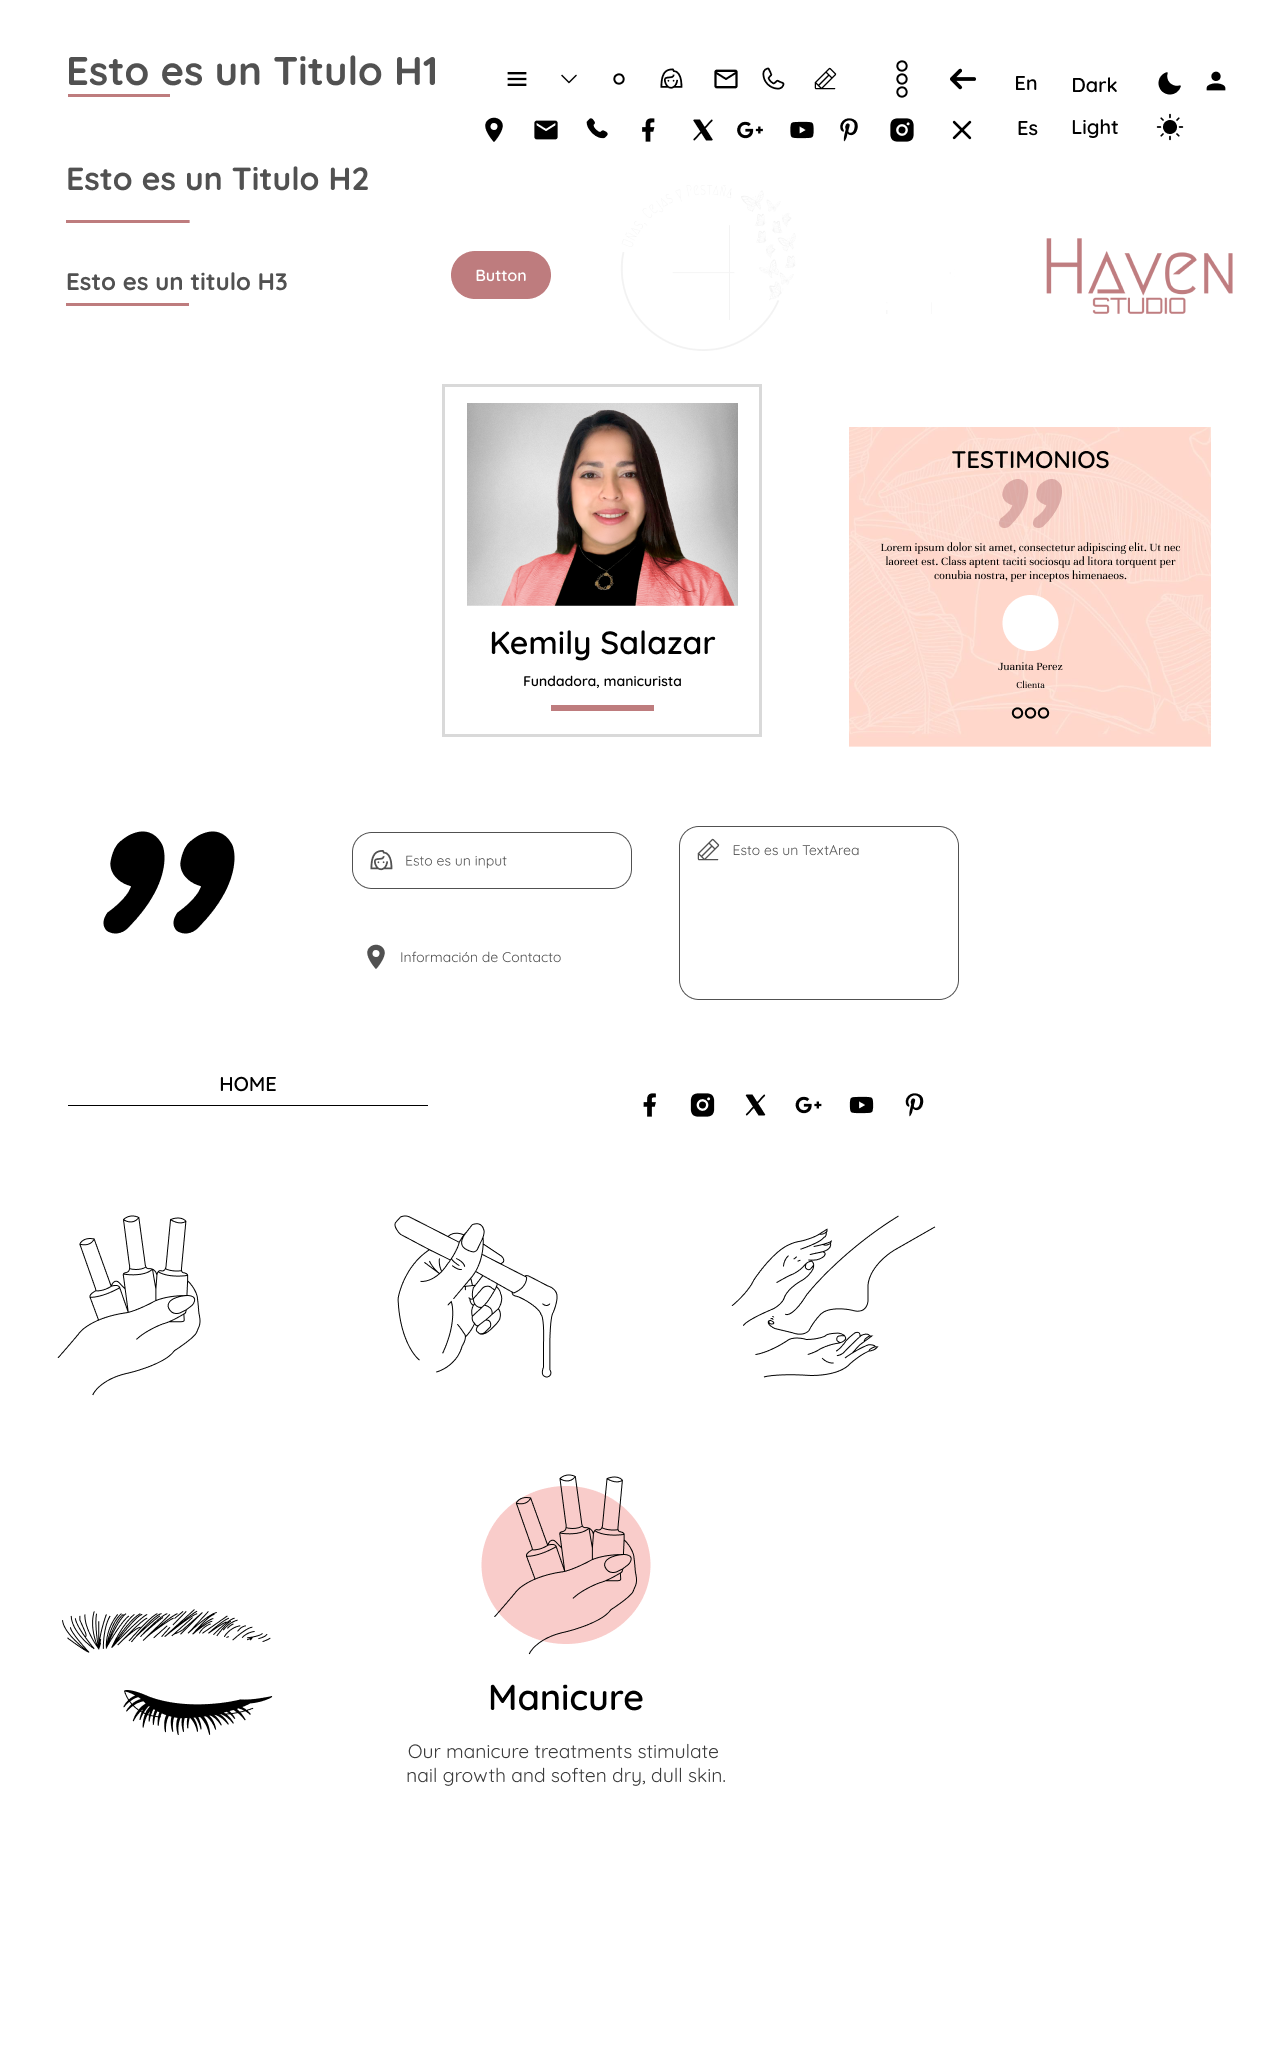 Esto es un Titulo H1
En
Dark
Es
Light
Esto es un Titulo H2
Esto es un titulo H3
Button
HAVEN
STUDIO
Kemily Salazar
Fundadora, manicurista
TESTIMONIOS
Lorem ipsum dolor sit amet, consectetur adipiscing elit. Ut nec
laoreet est. Class aptent taciti sociosqu ad litora torquent per
conubia nostra, per inceptos himenaeos.
Juanita Perez
Clienta
Esto es un input
Esto es un TextArea
Información de Contacto
HOME
Manicure
Our manicure treatments stimulate
nail growth and soften dry, dull skin.